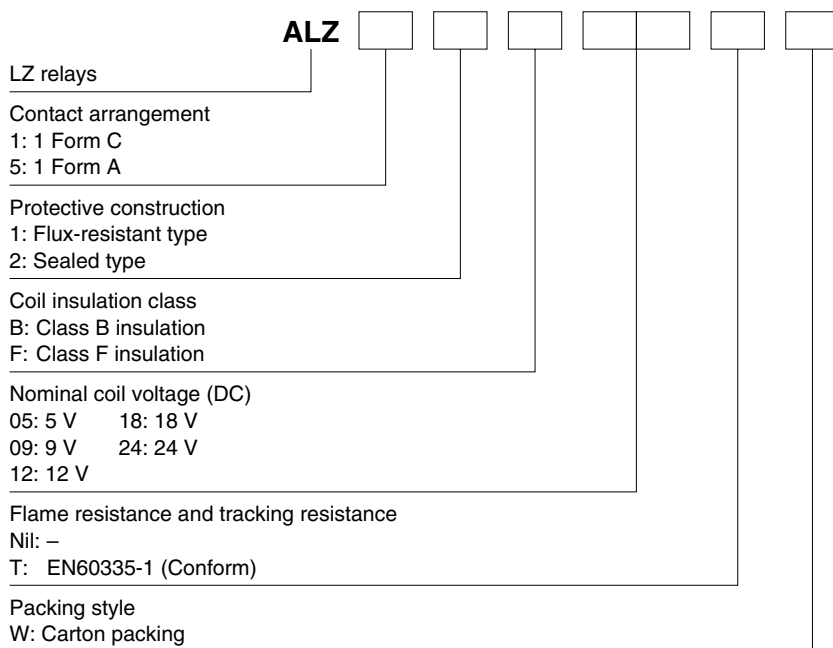 ALZ
LZ relays
Contact arrangement
1: 1 Form C
5: 1 Form A
Protective construction
1: Flux-resistant type
2: Sealed type
Coil insulation class
B: Class B insulation
F: Class F insulation
Nominal coil voltage (DC)
05: 5 V 18: 18 V
09: 9 V 24: 24 V
12: 12 V
Flame resistance and tracking resistance
Nil: –
T: EN60335-1 (Conform)
Packing style
W: Carton packing